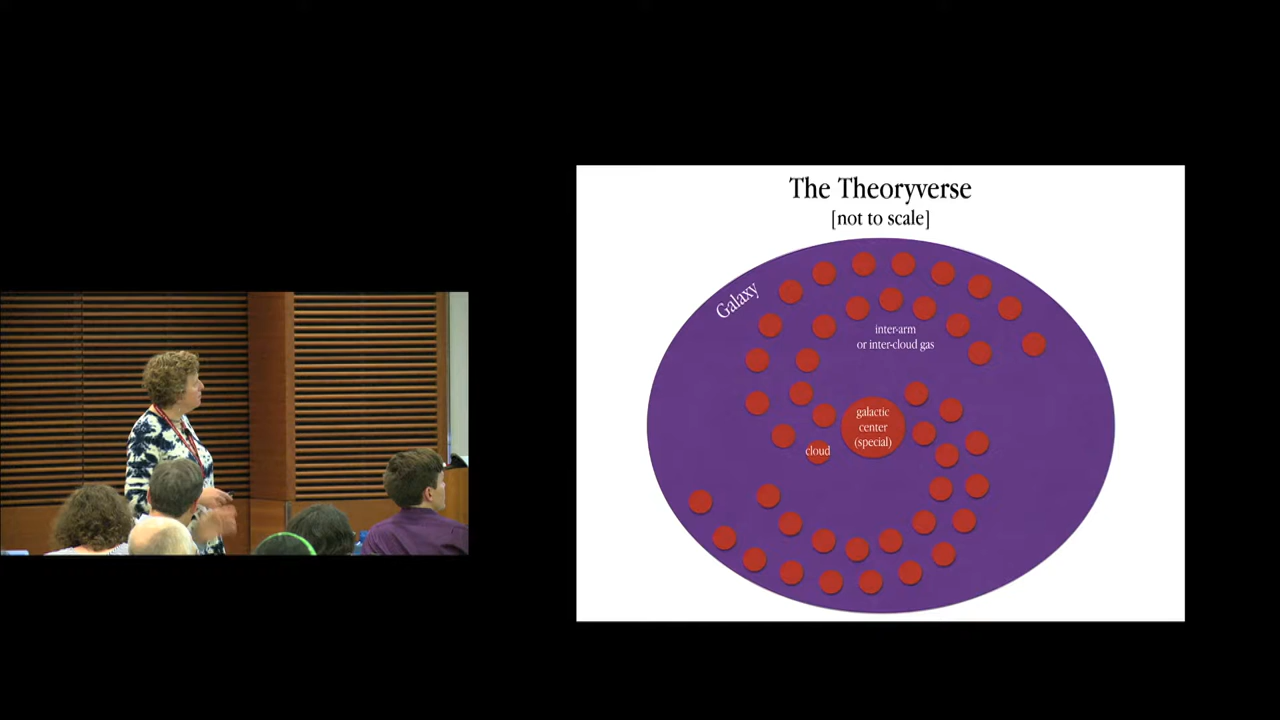 The Theoryverse
[not to scale]
Galaxy
inter-arm
or inter-cloud gas
galactic
center
(special)
cloud